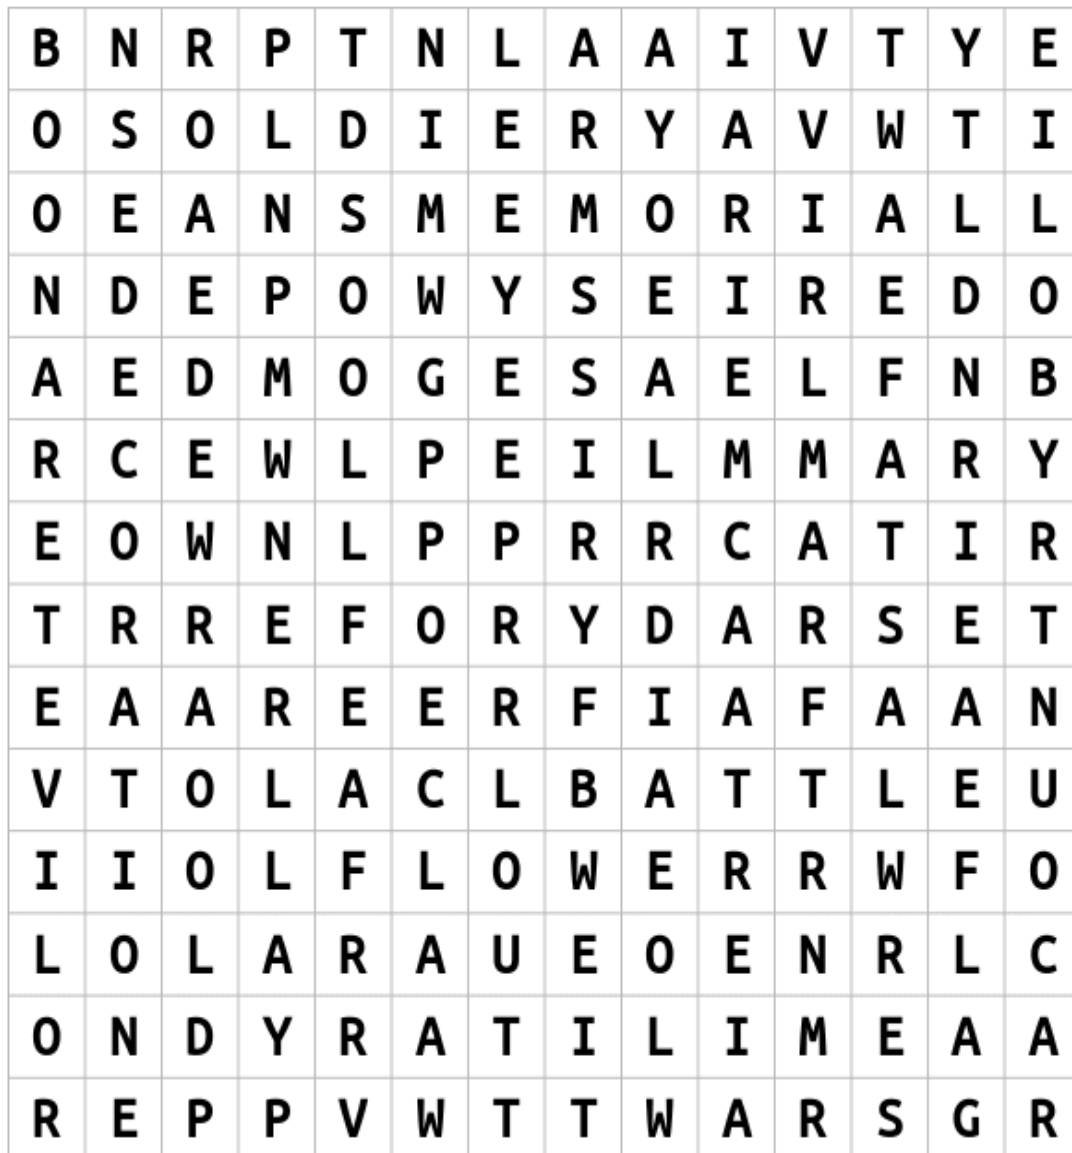 B N R P T N L A A I V T Y E
O S O L D I E R Y A V W T I
O E A N S M E M O R I A L L
N D E P O W Y S E I R E D O
A E D M O G E S A E L F N B
R C E W L P E I L M M A R Y
E O W N L P P R R C A T I R
T R R E F O R Y D A R S E T
E A A R E E R F I A F A A N
V T O L A C L B A T T L E U
I I O L F L O W E R R W F O
L O L A R A U E O E N R L C
O N D Y R A T I L I M E A A
R E P P V W T T W A R S G R